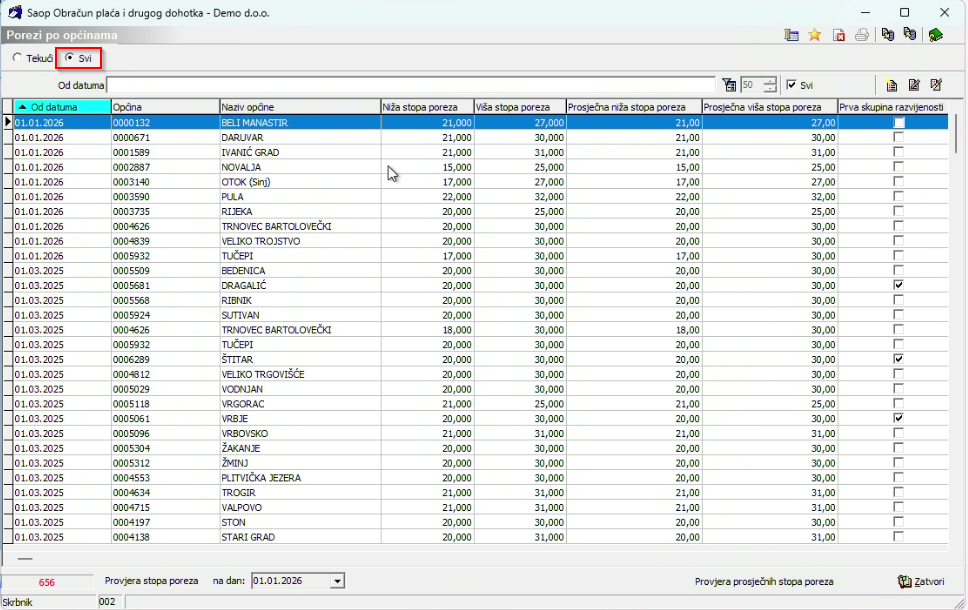 Saop Obračun plaća i drugog dohotka - Demo d.o.o.
Porezi po općinama
Tekući Svi
Od datuma 50 Svi
Od datuma Općina Naziv općine Niža stopa poreza Viša stopa poreza Prosječna niža stopa poreza Prosječna viša stopa poreza Prva skupina razvijenosti
01.01.2026 0000132 BELI MANASTIR 21,000 27,000 21,00 27,00
01.01.2026 0000671 DARUVAR 21,000 30,000 21,00 30,00
01.01.2026 0001589 IVANIĆ GRAD 21,000 31,000 21,00 31,00
01.01.2026 0002887 NOVALJA 15,000 25,000 15,00 25,00
01.01.2026 0003140 OTOK (Sinj) 17,000 27,000 17,00 27,00
01.01.2026 0003590 PULA 22,000 32,000 22,00 32,00
01.01.2026 0003735 RIJEKA 20,000 25,000 20,00 25,00
01.01.2026 0004626 TRNOVEC BARTOLOVEČKI 20,000 30,000 20,00 30,00
01.01.2026 0004839 VELIKO TROJSTVO 20,000 30,000 20,00 30,00
01.01.2026 0005932 TUČEPI 17,000 30,000 17,00 30,00
01.03.2025 0005509 BEDENICA 20,000 30,000 20,00 30,00
01.03.2025 0005681 DRAGALIĆ 20,000 30,000 20,00 30,00
01.03.2025 0005568 RIBNIK 20,000 30,000 20,00 30,00
01.03.2025 0005924 SUTIVAN 20,000 30,000 20,00 30,00
01.03.2025 0004626 TRNOVEC BARTOLOVEČKI 18,000 30,000 18,00 30,00
01.03.2025 0005932 TUČEPI 20,000 30,000 20,00 30,00
01.03.2025 0006289 ŠTITAR 20,000 30,000 20,00 30,00
01.03.2025 0004812 VELIKO TRGOVIŠĆE 20,000 30,000 20,00 30,00
01.03.2025 0005029 VODNJAN 20,000 30,000 20,00 30,00
01.03.2025 0005118 VRGORAC 21,000 25,000 21,00 25,00
01.03.2025 0005061 VRBJE 20,000 30,000 20,00 30,00
01.03.2025 0005096 VRBOVSKO 21,000 31,000 21,00 31,00
01.03.2025 0005304 ŽAKANJE 20,000 30,000 20,00 30,00
01.03.2025 0005312 ŽMINJ 20,000 30,000 20,00 30,00
01.03.2025 0004553 PLITVIČKA JEZERA 20,000 30,000 20,00 30,00
01.03.2025 0004634 TROGIR 21,000 31,000 21,00 31,00
01.03.2025 0004715 VALPOVO 21,000 31,000 21,00 31,00
01.03.2025 0004197 STON 20,000 30,000 20,00 30,00
01.03.2025 0004138 STARI GRAD 20,000 31,000 20,00 31,00
656 Provjera stopa poreza na dan: 01.01.2026 Provjera prosječnih stopa poreza Zatvori
Skrbnik 002